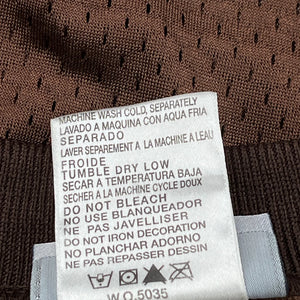 MACHINE WASH COLD, SEPARATELY
LAVADO A MAQUINA CON AQUA FRIA
SEPARADO
LAVER SEPAREMENT A LA MACHINE A L'EAU
FROIDE
TUMBLE DRY LOW
SECAR A TEMPERATURA BAJA
SECHER A LA MACHINE CYCLE DOUX
DO NOT BLEACH
NO USE BLANQUEADOR
NE PAS JAVELLISER
DO NOT IRON DECORATION
NO PLANCHAR ADORNO
NE PAS REPASSER DESSIN
W.O.5035